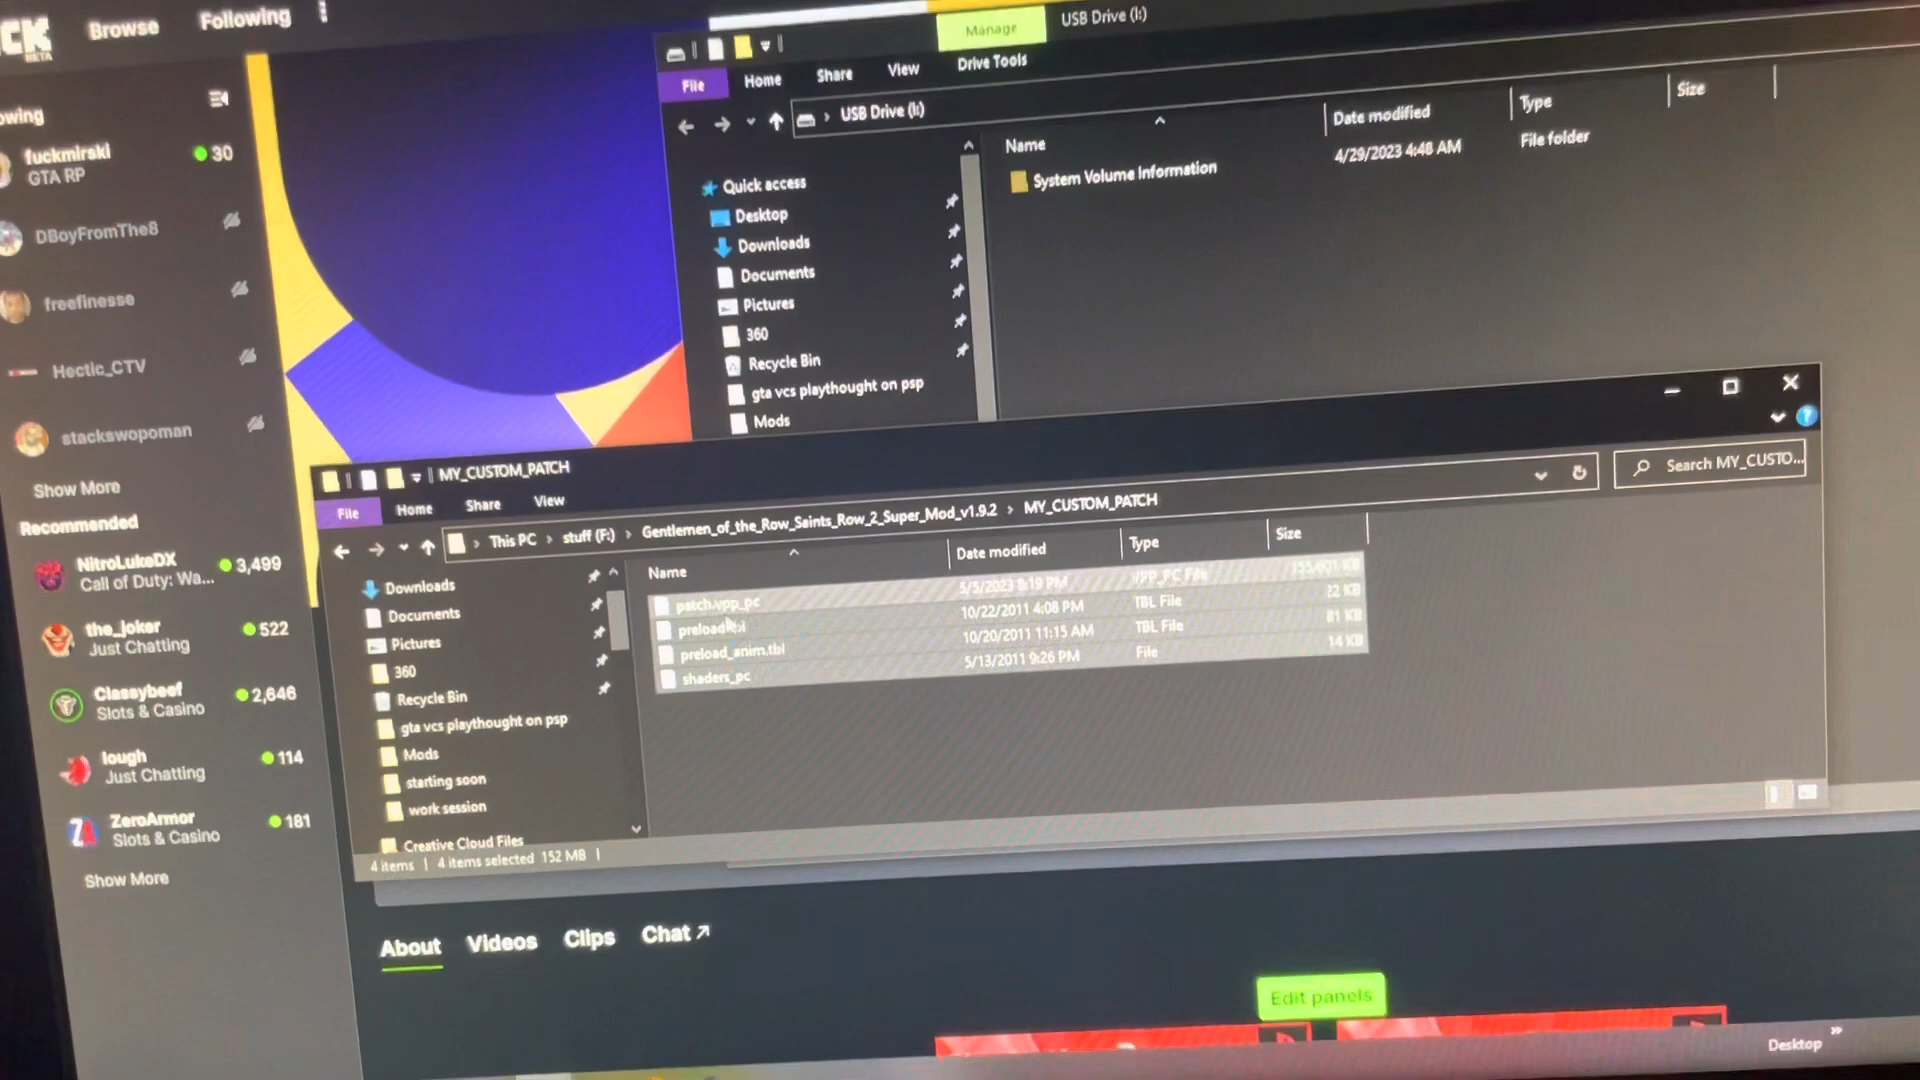 CK
BETA
Browse
Following
owing
fuckmirski
30
GTA RP
DBoyFromThe8
freefinesse
Hectic_CTV
stackswopoman
Show More
Recommended
NitroLukeDX
3,499
Call of Duty: Wa...
the_joker
522
Just Chatting
Classybeef
2,646
Slots & Casino
lough
114
Just Chatting
ZeroArmor
181
Slots & Casino
Show More
Manage
USB Drive (I:)
File
Home
Share
View
Drive Tools
USB Drive (I:)
Name
Date modified
Type
Size
System Volume Information
4/29/2023 4:48 AM
File folder
Quick access
Desktop
Downloads
Documents
Pictures
360
Recycle Bin
gta vcs playthought on psp
Mods
MY_CUSTOM_PATCH
File
Home
Share
View
This PC › stuff (F:) › Gentlemen_of_the_Row_Saints_Row_2_Super_Mod_v1.9.2 › MY_CUSTOM_PATCH
Search MY_CUSTO...
Name
Date modified
Type
Size
patch.vpp_pc
5/5/2023 8:19 PM
VPP_PC File
10/22/2011 4:08 PM
TBL File
22 KB
preload_anim.tbl
10/20/2011 11:15 AM
TBL File
81 KB
shaders_pc
5/13/2011 9:26 PM
File
14 KB
Downloads
Documents
Pictures
360
Recycle Bin
gta vcs playthought on psp
Mods
starting soon
work session
Creative Cloud Files
4 items | 4 items selected 152 MB |
About
Videos
Clips
Chat
Edit panels
Desktop